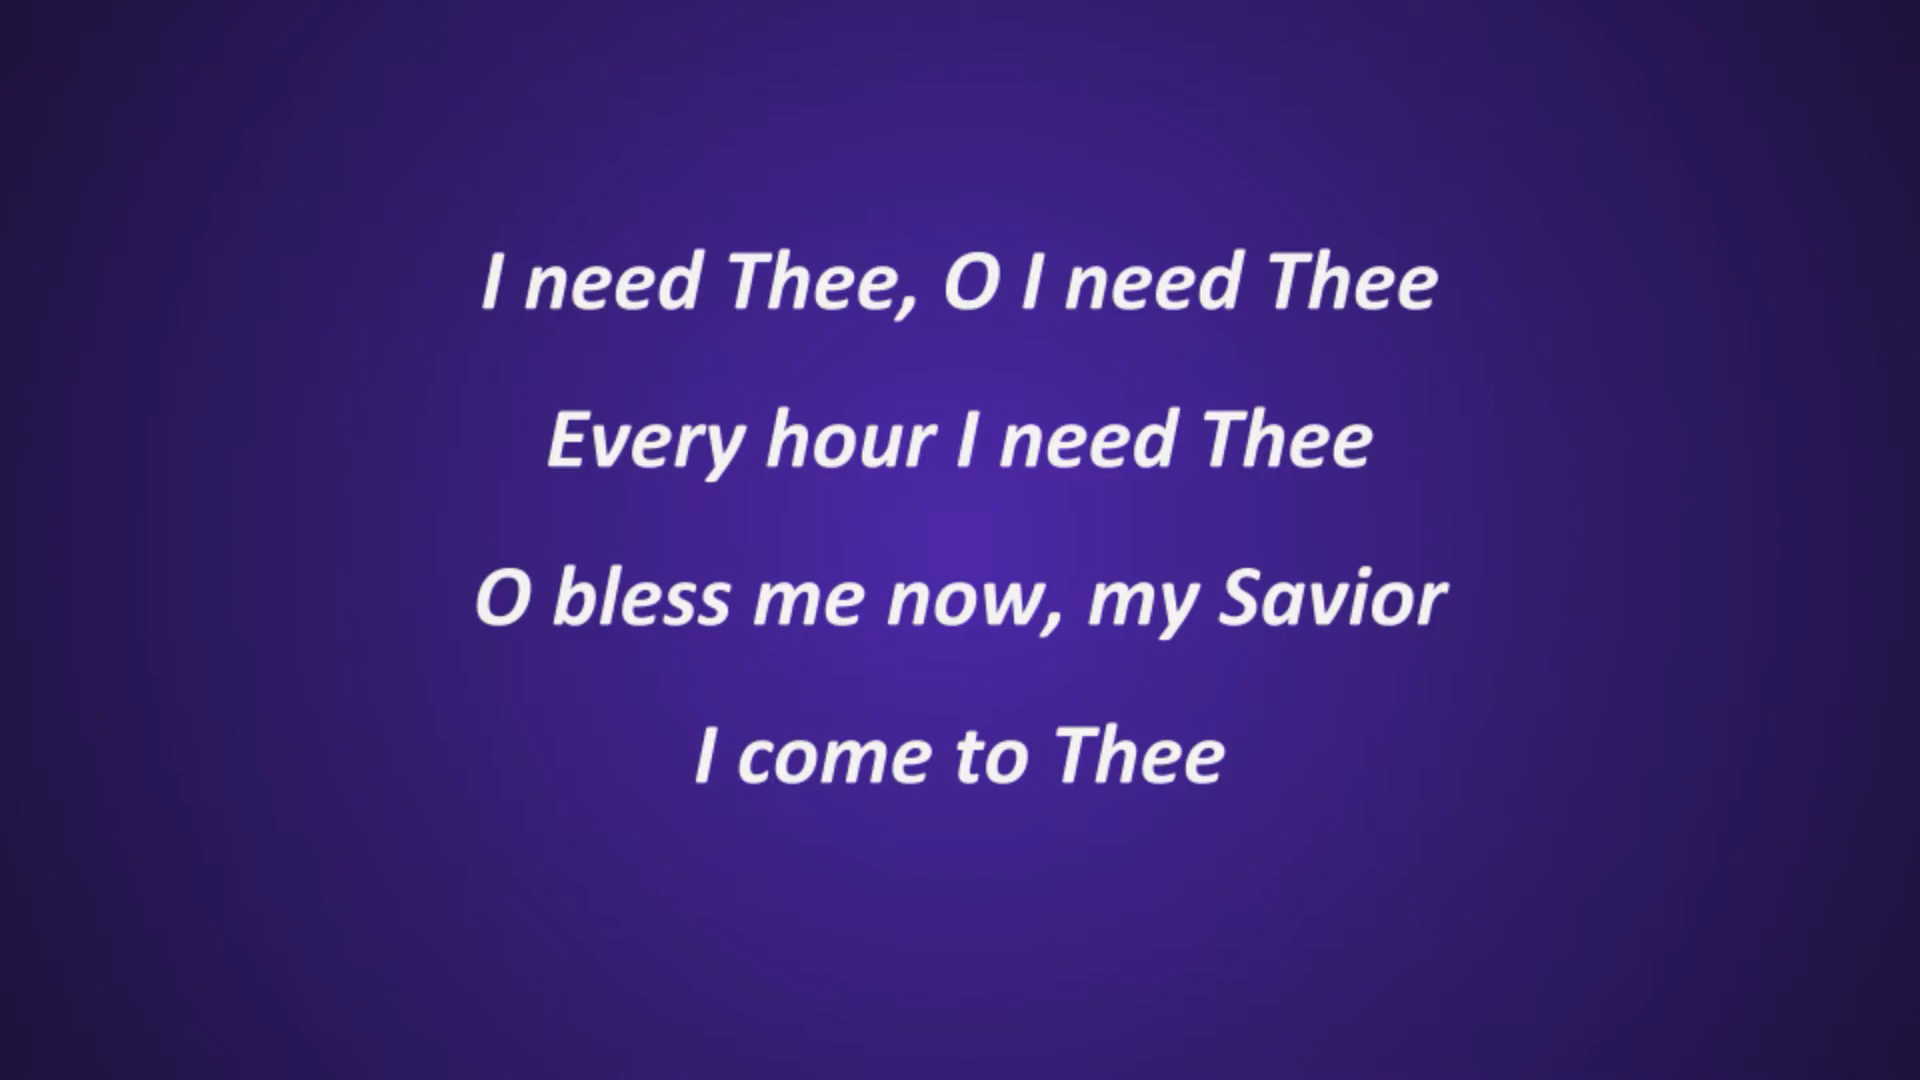 I need Thee, O I need Thee
Every hour I need Thee
O bless me now, my Savior
I come to Thee